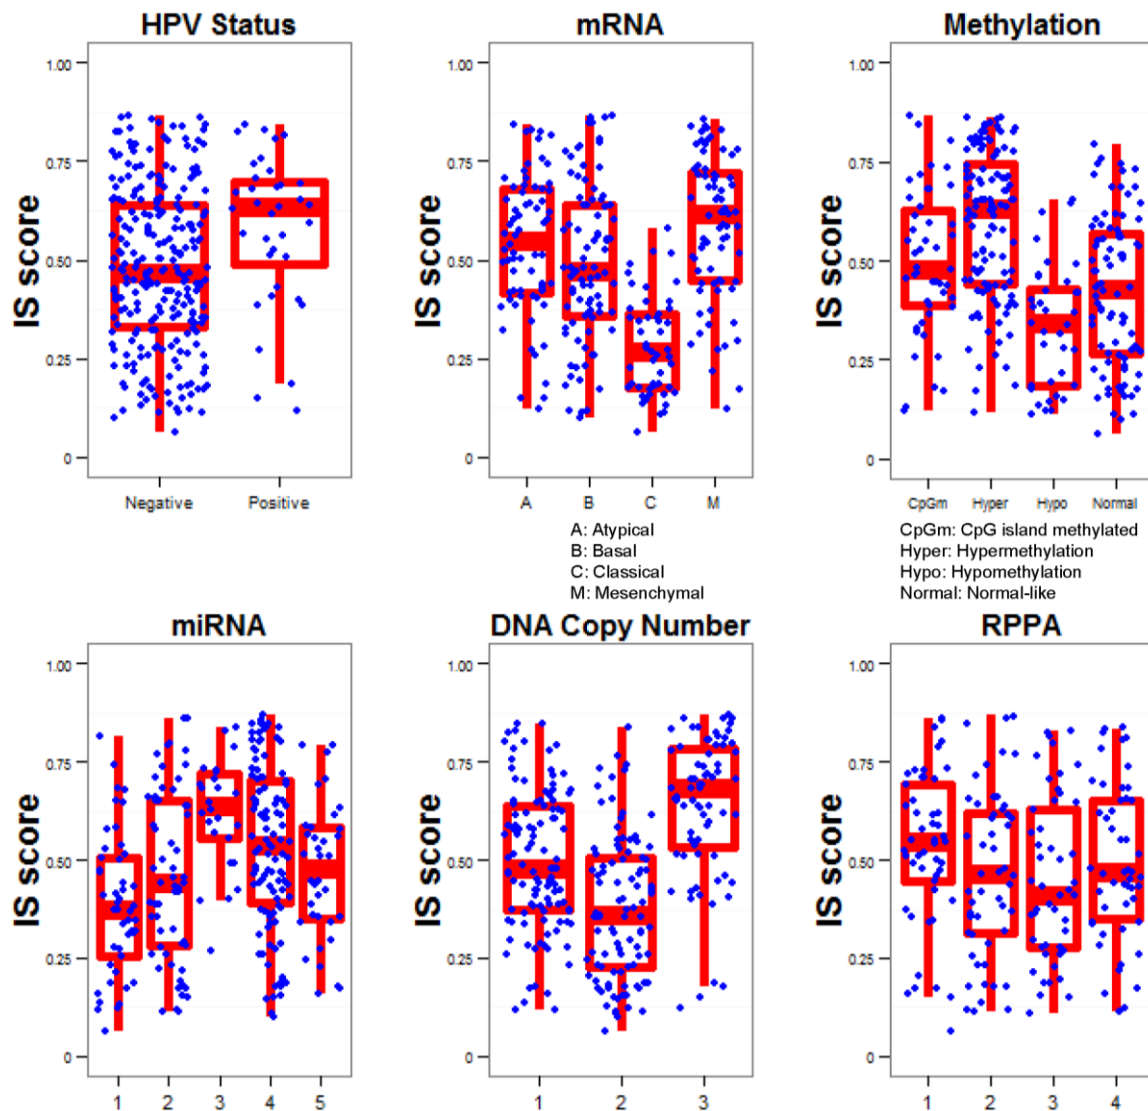 HPV Status
mRNA
Methylation
IS score
1.00
0.75
0.50
0.25
0
Negative Positive
IS score
1.00
0.75
0.50
0.25
0
A B C M
A: Atypical
B: Basal
C: Classical
M: Mesenchymal
IS score
1.00
0.75
0.50
0.25
0
CpGm Hyper Hypo Normal
CpGm: CpG island methylated
Hyper: Hypermethylation
Hypo: Hypomethylation
Normal: Normal-like
miRNA
DNA Copy Number
RPPA
IS score
1.00
0.75
0.50
0.25
0
1 2 3 4 5
IS score
1.00
0.75
0.50
0.25
0
1 2 3
IS score
1.00
0.75
0.50
0.25
0
1 2 3 4